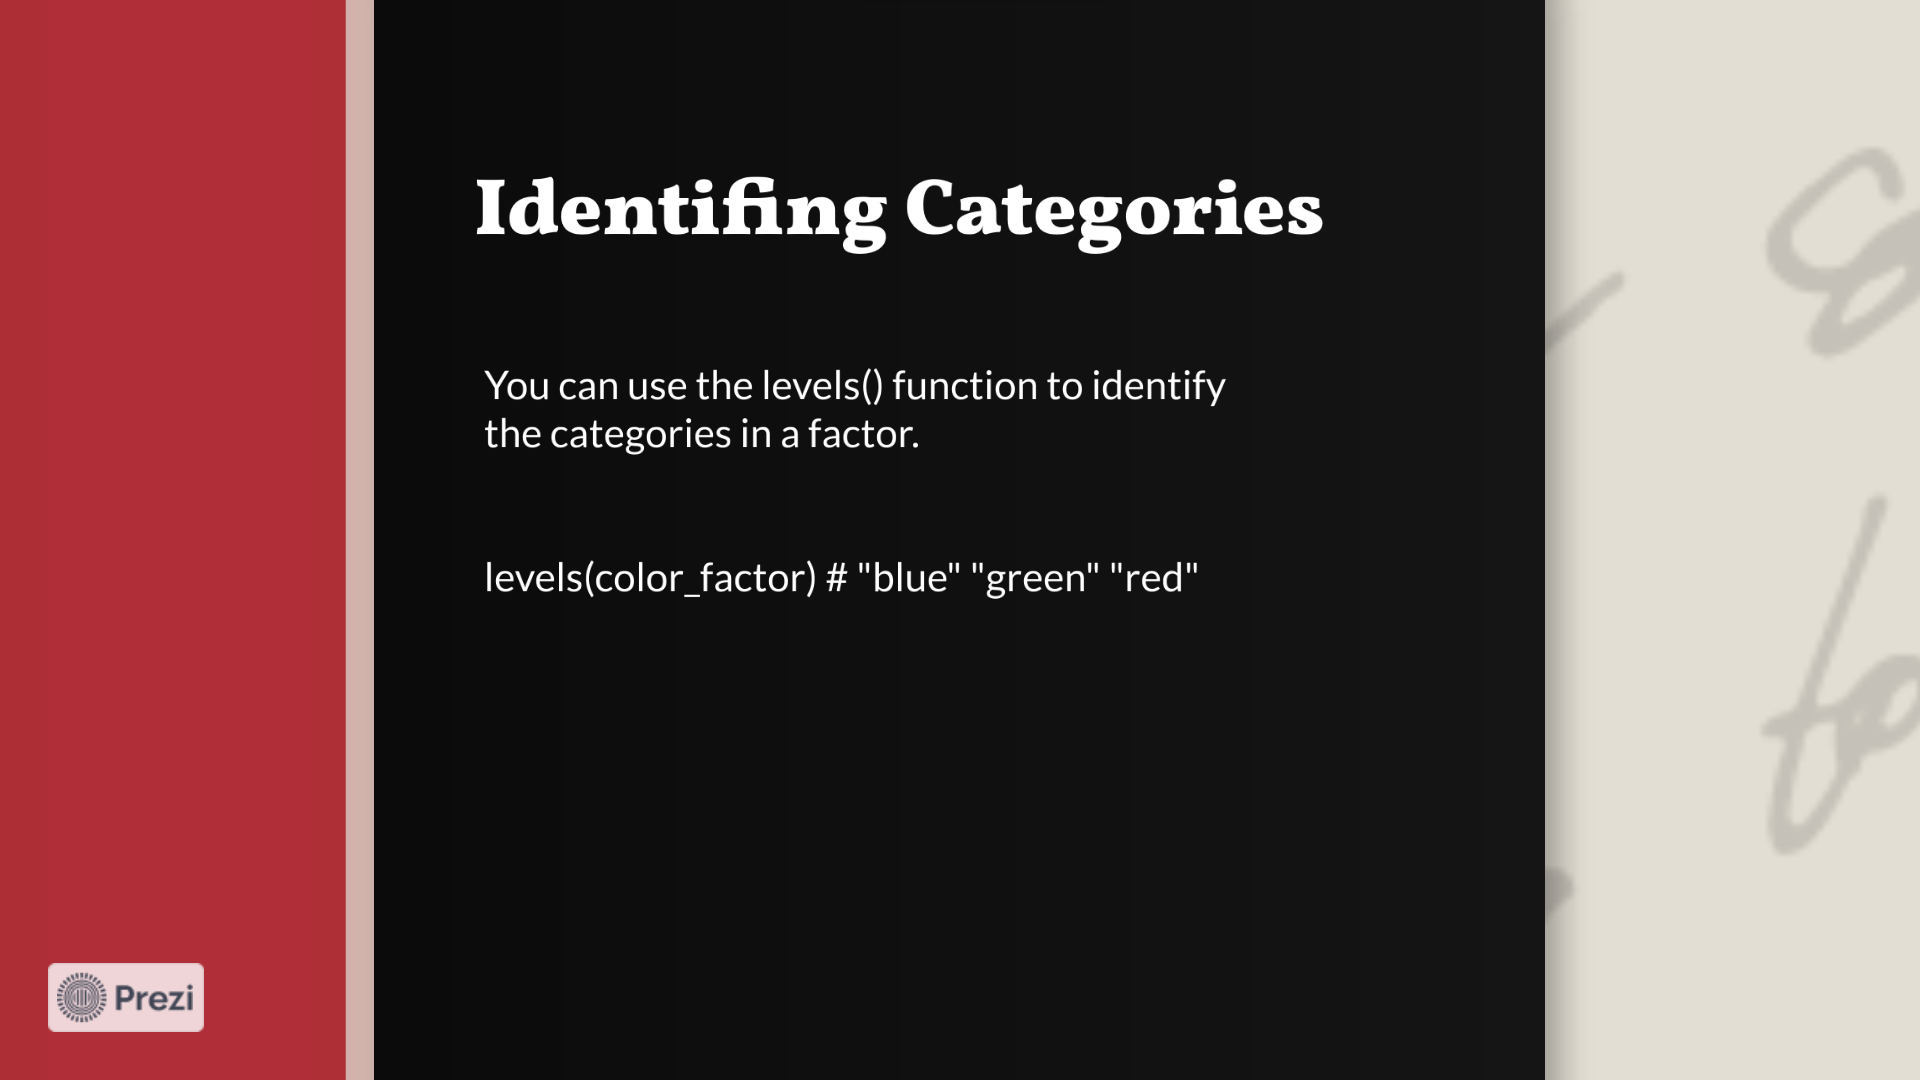 Identifing Categories
You can use the levels() function to identify
the categories in a factor.
levels(color_factor) # "blue" "green" "red"
Prezi